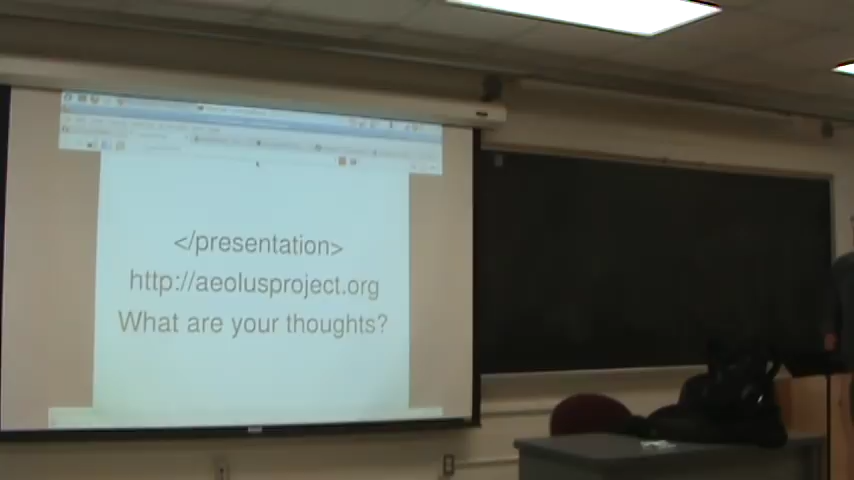 </presentation>
http://aeolusproject.org
What are your thoughts?